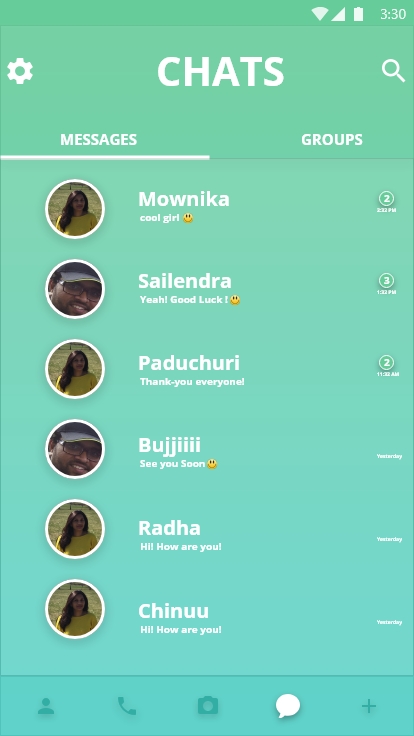 3:30
CHATS
MESSAGES GROUPS
Mownika
cool girl
2
2:32 PM
Sailendra
Yeah! Good Luck !
3
1:32 PM
Paduchuri
Thank-you everyone!
2
11:32 AM
Bujjiiii
See you Soon
Yesterday
Radha
Hi! How are you!
Yesterday
Chinuu
Hi! How are you!
Yesterday